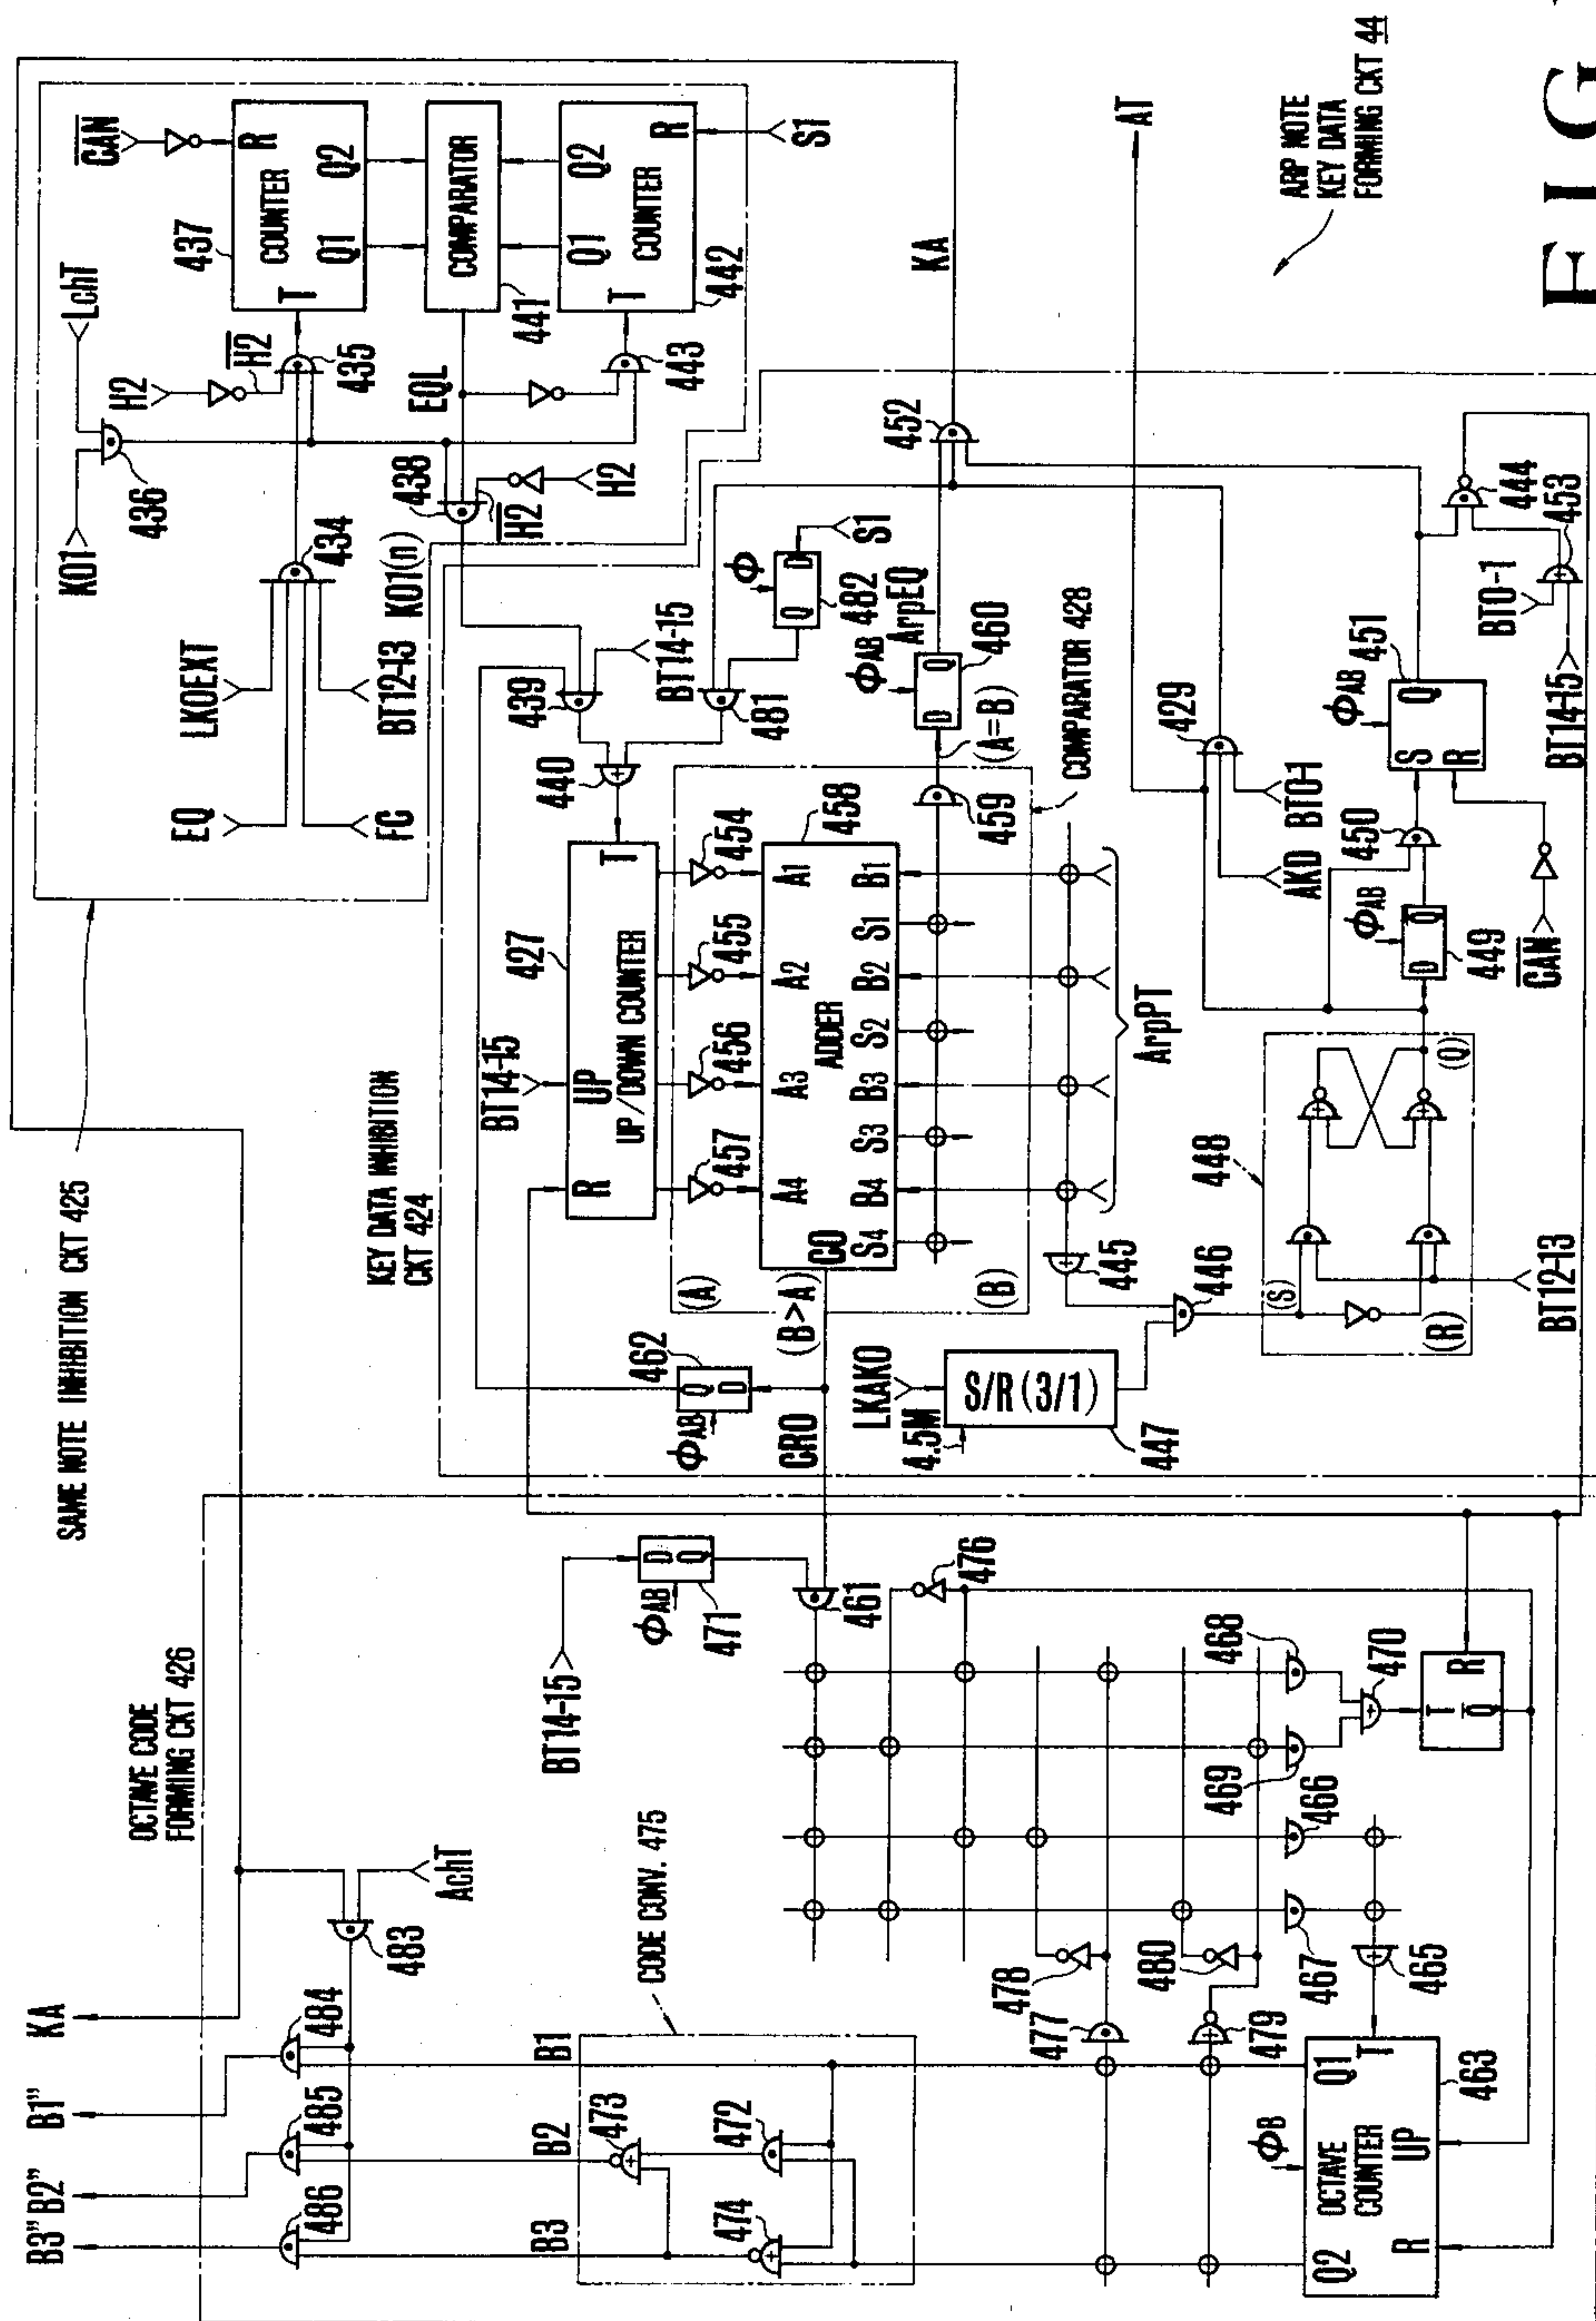 SAME NOTE INHIBITION CKT 425
KO1
LchT
436
H2
H2
435
CAN
437
COUNTER
T
R
Q1
Q2
COMPARATOR
441
Q1
Q2
COUNTER
T
R
442
443
S1
EQL
LKOEXT
EQ
FC
BT12-13
434
KO1(n)
438
H2
H2
KEY DATA INHIBITION
CKT 424
BT14-15
427
R
UP
UP/DOWN COUNTER
T
439
BT14-15
440
481
ϕ
Q
D
482
S1
457
456
455
454
(A)
A4
A3
A2
A1
458
ADDER
CO
(B>A)
S4
B4
S3
B3
S2
B2
S1
B1
(B)
459
(A=B)
ϕAB
D
Q
460
ArpEQ
COMPARATOR 428
452
KA
AT
ArpPT
445
446
LKAKO
4.5M
S/R(3/1)
447
448
(S)
(R)
(Q)
BT12-13
429
AKD
BT0-1
ϕAB
D
Q
449
450
CAN
ϕAB
S
R
Q
451
444
453
BT0-1
BT14-15
ϕAB
Q
D
462
CRO
ARP NOTE
KEY DATA
FORMING CKT 44
FIG
OCTAVE CODE
FORMING CKT 426
KA
B1"
B2"
B3"
484
485
486
483
AchT
BT14-15
ϕAB
D
Q
471
461
476
CODE CONV. 475
B1
B2
B3
473
472
474
478
477
480
479
468
469
466
467
470
465
T
Q
R
ϕB
Q2
Q1
OCTAVE
COUNTER
T
UP
R
463